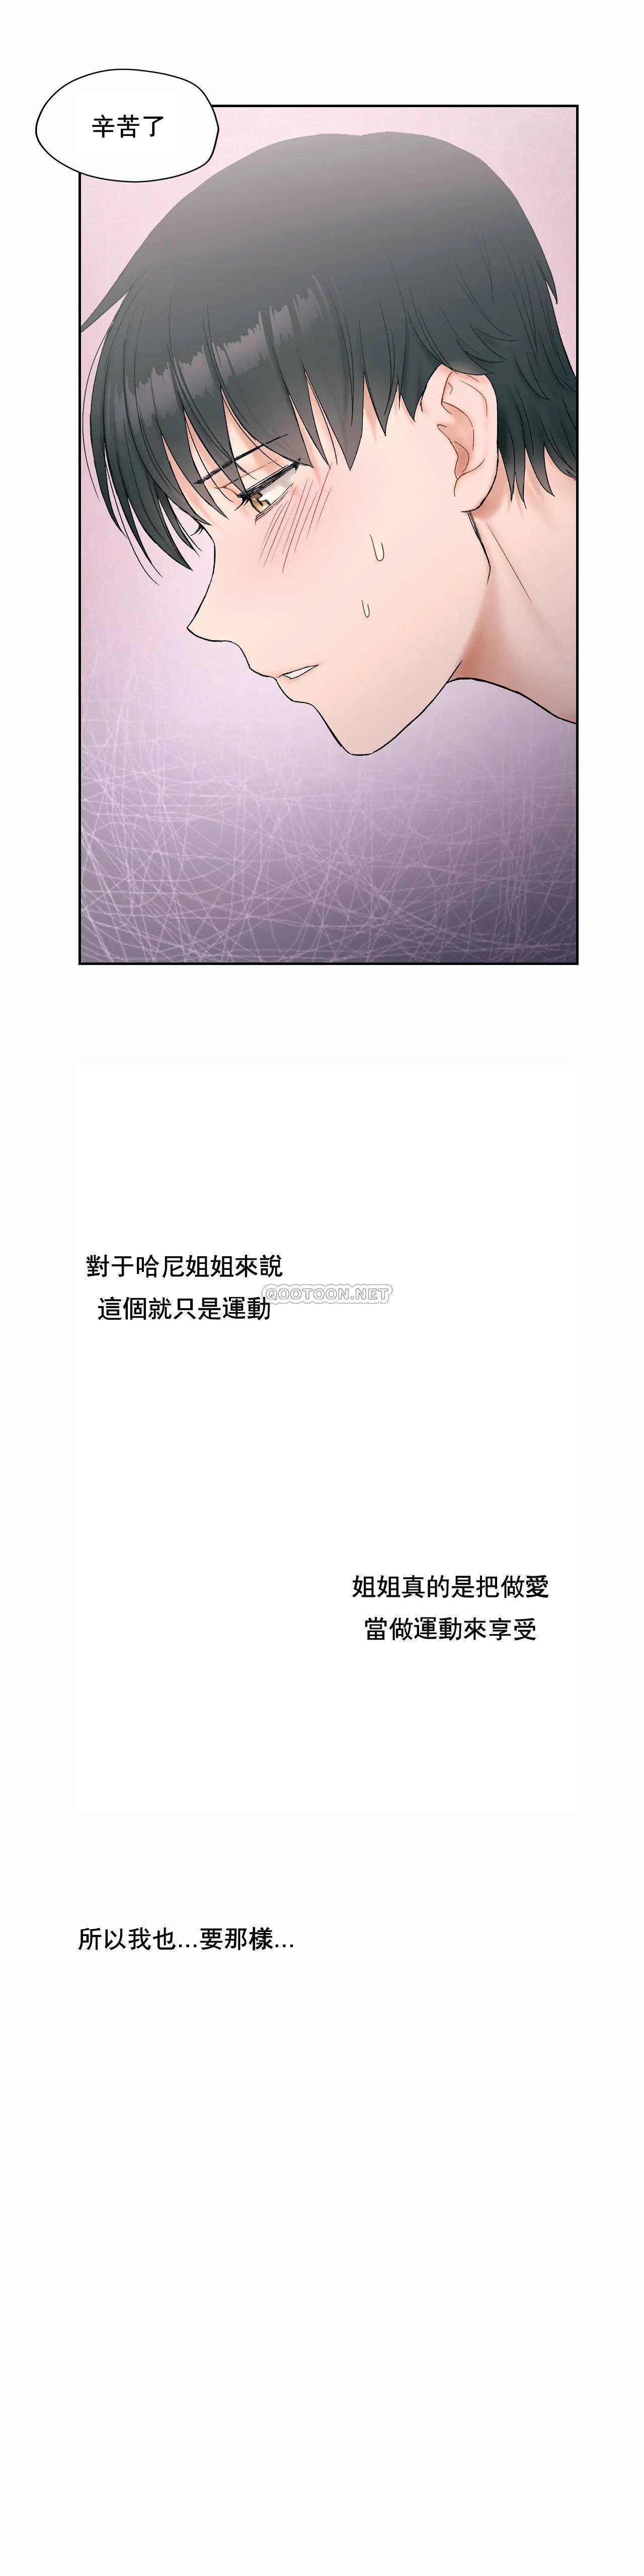 辛苦了
對于哈尼姐姐來說
這個就只是運動
QOOTOON.NET
姐姐真的是把做愛
當做運動來享受
所以我也...要那樣...